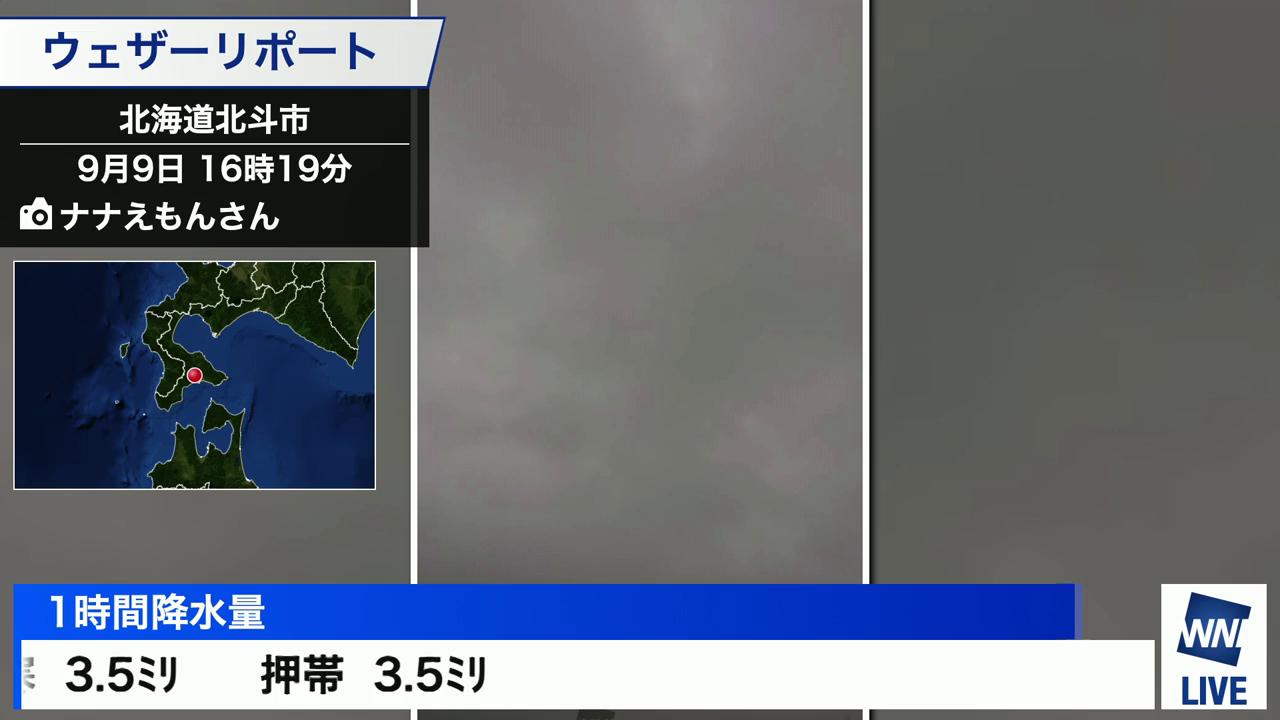 ウェザーリポート
北海道北斗市
9月9日 16時19分
ナナえもんさん
1時間降水量
3.5ﾐﾘ 押帯 3.5ﾐﾘ
WNI
LIVE